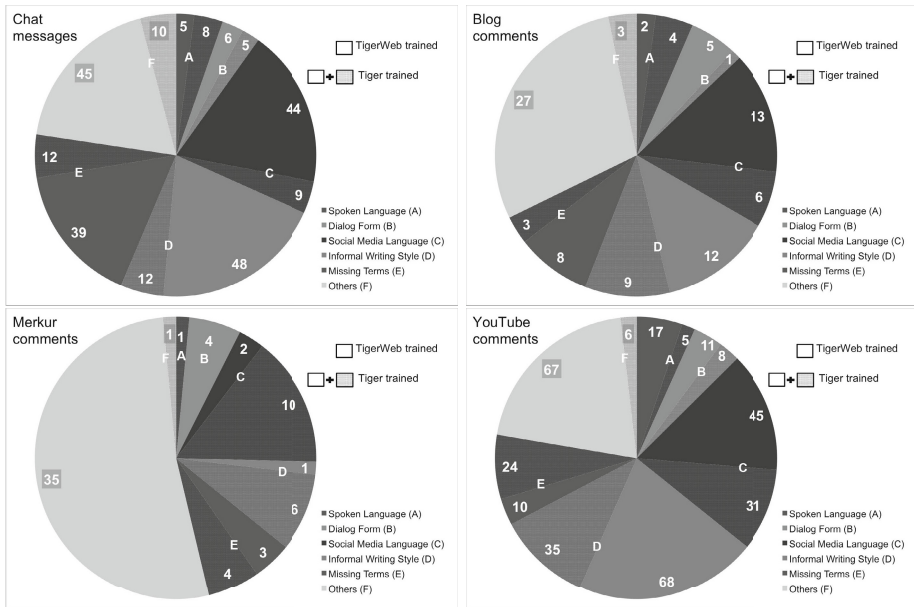 Chat
messages
5
8
6
5
44
9
48
12
39
12
45
10
A
B
C
D
E
F
TigerWeb trained
+ Tiger trained
Spoken Language (A)
Dialog Form (B)
Social Media Language (C)
Informal Writing Style (D)
Missing Terms (E)
Others (F)
Blog
comments
2
4
5
1
13
6
12
9
8
3
27
3
A
B
C
D
E
F
TigerWeb trained
+ Tiger trained
Spoken Language (A)
Dialog Form (B)
Social Media Language (C)
Informal Writing Style (D)
Missing Terms (E)
Others (F)
Merkur
comments
1
4
2
10
1
6
3
4
35
1
A
B
C
D
E
F
TigerWeb trained
+ Tiger trained
Spoken Language (A)
Dialog Form (B)
Social Media Language (C)
Informal Writing Style (D)
Missing Terms (E)
Others (F)
YouTube
comments
17
5
11
8
45
31
68
35
10
24
67
6
A
B
C
D
E
F
TigerWeb trained
+ Tiger trained
Spoken Language (A)
Dialog Form (B)
Social Media Language (C)
Informal Writing Style (D)
Missing Terms (E)
Others (F)